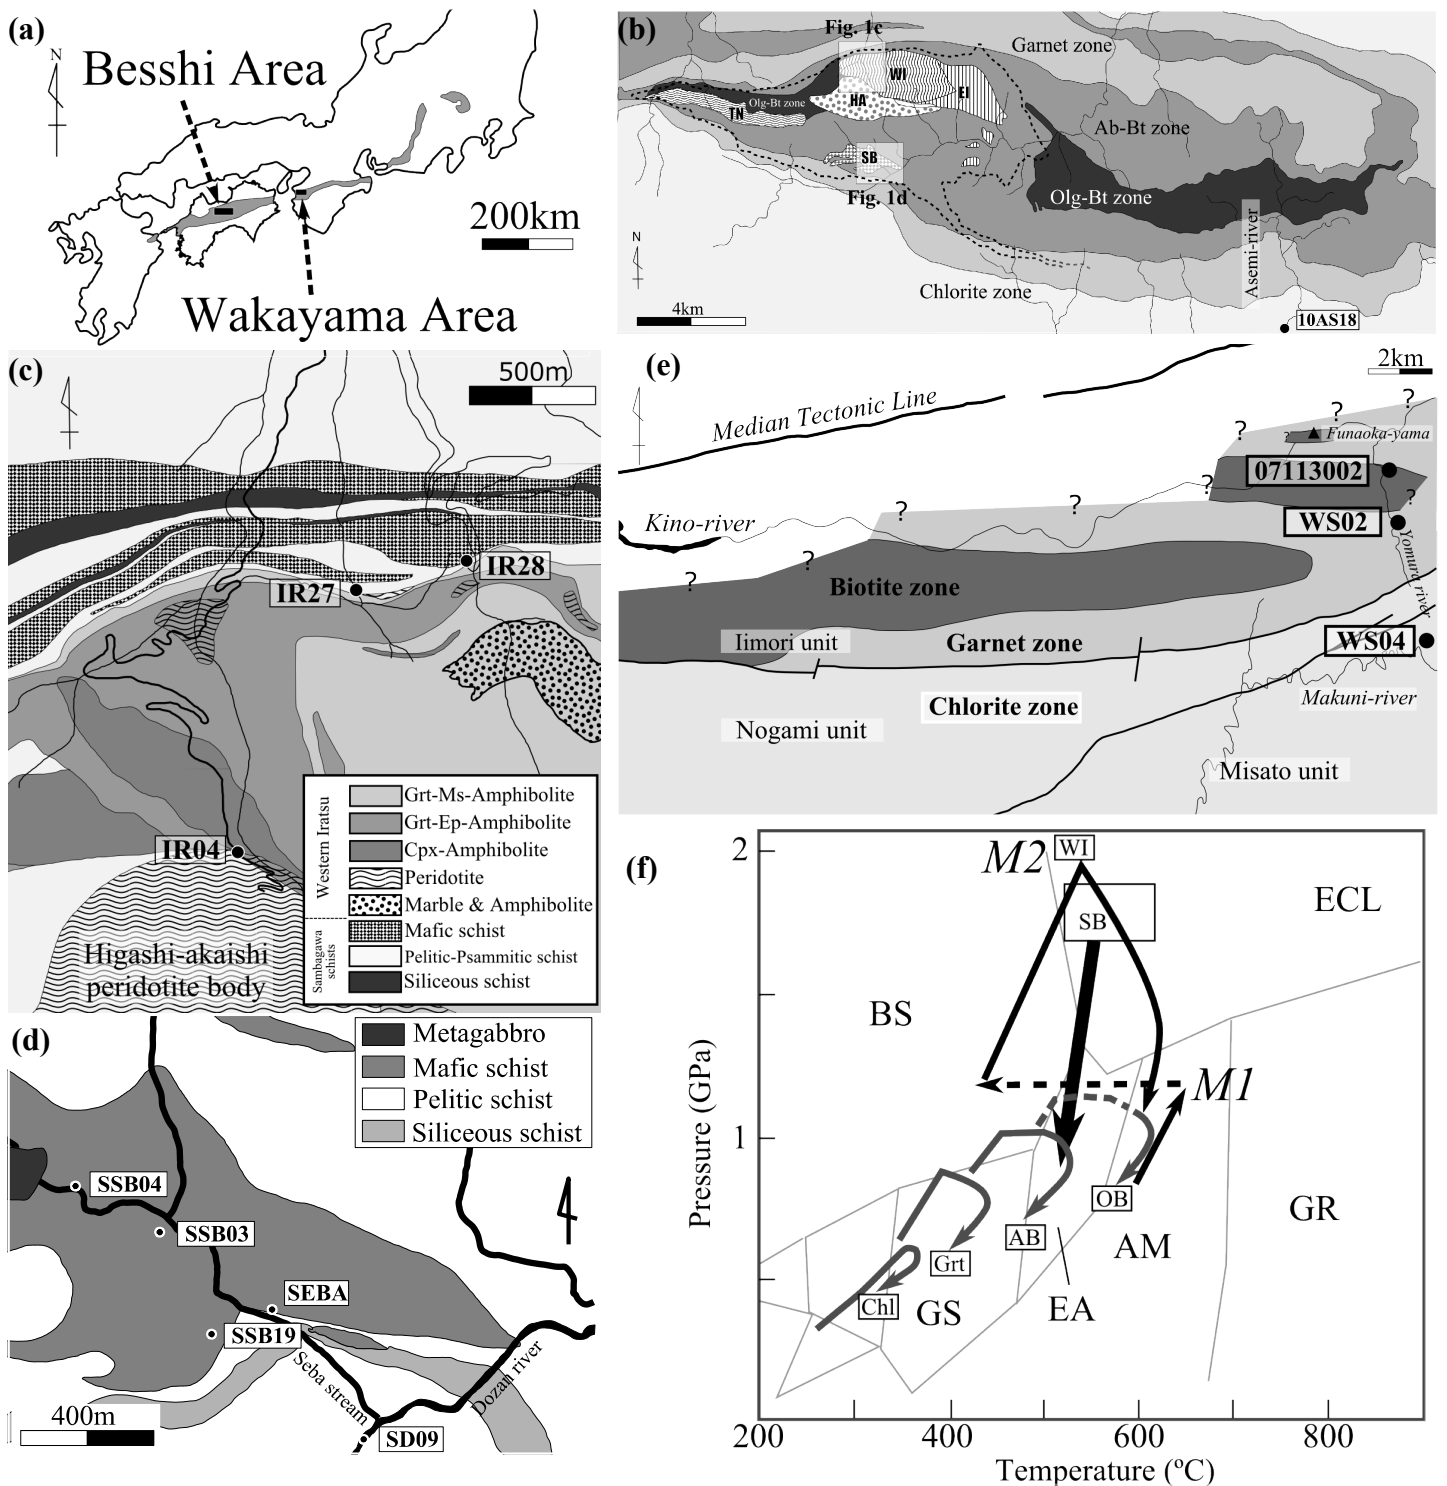 (a)
N
Besshi Area
200km
Wakayama Area
(b)
Fig. 1c
Garnet zone
WI
EI
HA
Olg-Bt zone
TN
Ab-Bt zone
SB
Olg-Bt zone
Fig. 1d
N
Asemi-river
Chlorite zone
4km
10AS18
(c)
500m
IR28
IR27
IR04
Higashi-akaishi
peridotite body
Western Iratsu
Grt-Ms-Amphibolite
Grt-Ep-Amphibolite
Cpx-Amphibolite
Peridotite
Marble & Amphibolite
Sambagawa
schists
Mafic schist
Pelitic-Psammitic schist
Siliceous schist
(d)
Metagabbro
Mafic schist
Pelitic schist
Siliceous schist
SSB04
SSB03
SEBA
SSB19
Seba stream
Dozan river
400m
SD09
(e)
2km
Median Tectonic Line
?
?
?
?
Funaoka-yama
07113002
?
?
?
?
WS02
Kino-river
?
?
Yomura river
Biotite zone
Iimori unit
Garnet zone
WS04
Makuni-river
Chlorite zone
Nogami unit
Misato unit
(f)
2
M2
WI
ECL
SB
BS
M1
Pressure (GPa)
1
OB
GR
AB
AM
Grt
Chl
GS
EA
0
200
400
600
800
Temperature (ºC)